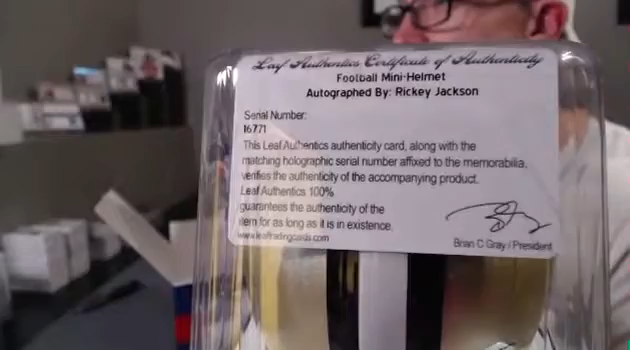 Leaf Authentics Certificate of Authenticity
Football Mini-Helmet
Autographed By: Rickey Jackson
Serial Number:
16771
This Leaf Authentics authenticity card, along with the
matching holographic serial number affixed to the memorabilia,
verifies the authenticity of the accompanying product.
Leaf Authentics 100%
guarantees the authenticity of the
item for as long as it is in existence.
www.leaftradingcards.com
Brian C Gray / President